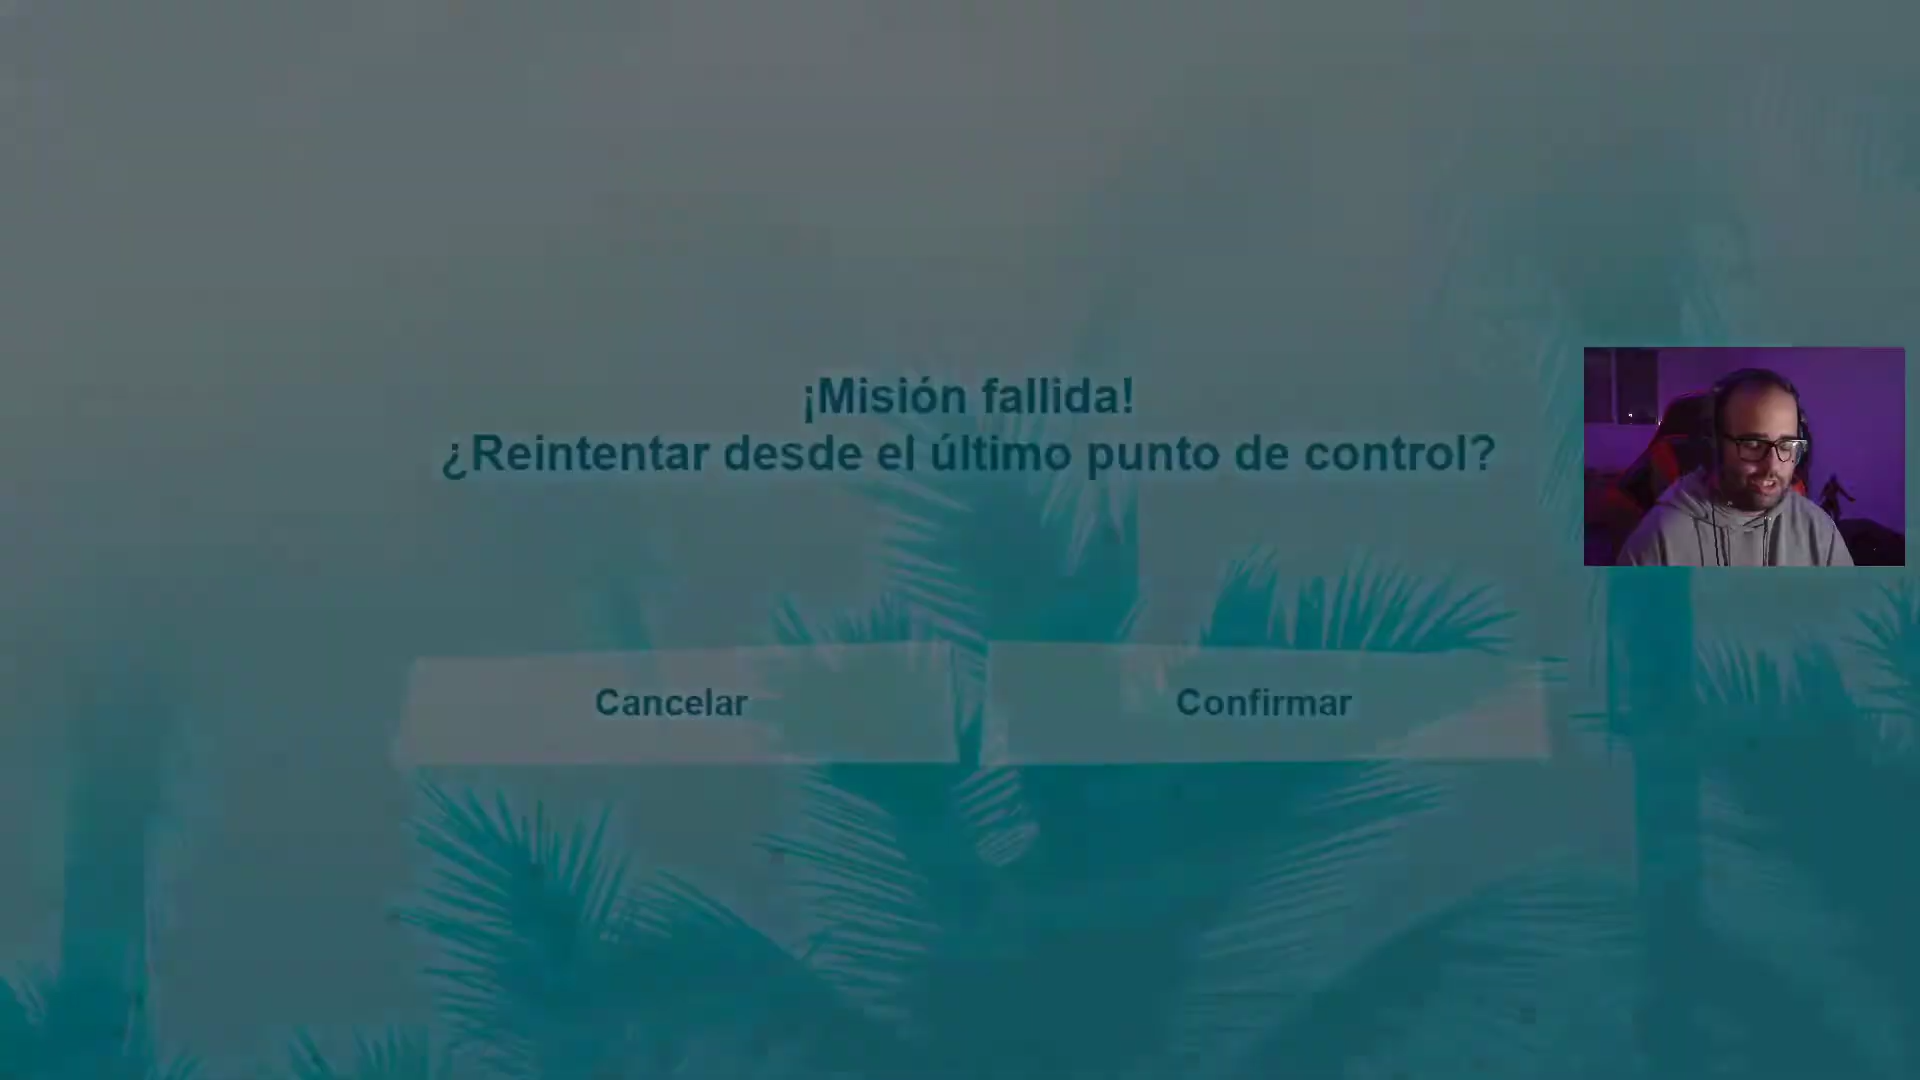 ¡Misión fallida!
¿Reintentar desde el último punto de control?
Cancelar
Confirmar